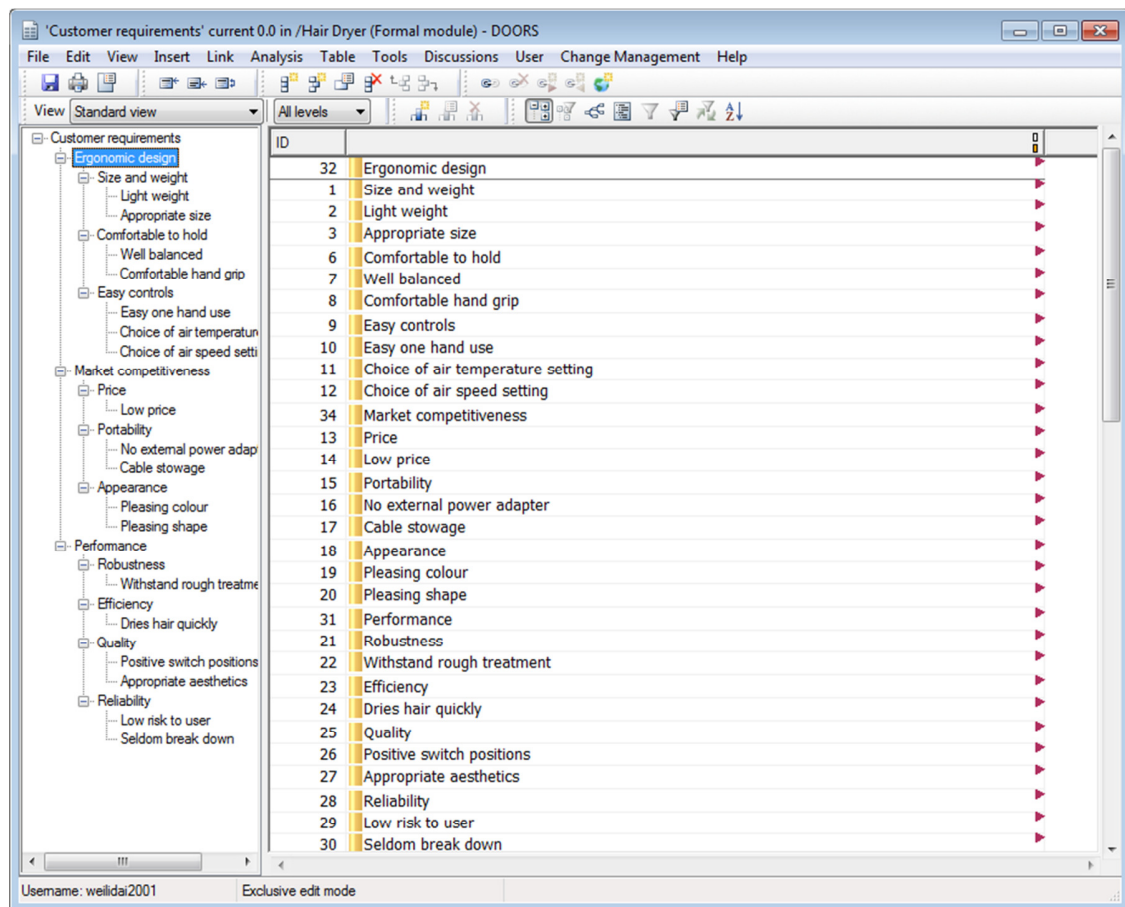 'Customer requirements' current 0.0 in /Hair Dryer (Formal module) - DOORS
File Edit View Insert Link Analysis Table Tools Discussions User Change Management Help
View Standard view All levels
Customer requirements
Ergonomic design
Size and weight
Light weight
Appropriate size
Comfortable to hold
Well balanced
Comfortable hand grip
Easy controls
Easy one hand use
Choice of air temperatur
Choice of air speed setti
Market competitiveness
Price
Low price
Portability
No external power adap
Cable stowage
Appearance
Pleasing colour
Pleasing shape
Performance
Robustness
Withstand rough treatme
Efficiency
Dries hair quickly
Quality
Positive switch positions
Appropriate aesthetics
Reliability
Low risk to user
Seldom break down
ID
32 Ergonomic design
1 Size and weight
2 Light weight
3 Appropriate size
6 Comfortable to hold
7 Well balanced
8 Comfortable hand grip
9 Easy controls
10 Easy one hand use
11 Choice of air temperature setting
12 Choice of air speed setting
34 Market competitiveness
13 Price
14 Low price
15 Portability
16 No external power adapter
17 Cable stowage
18 Appearance
19 Pleasing colour
20 Pleasing shape
31 Performance
21 Robustness
22 Withstand rough treatment
23 Efficiency
24 Dries hair quickly
25 Quality
26 Positive switch positions
27 Appropriate aesthetics
28 Reliability
29 Low risk to user
30 Seldom break down
Username: weilidai2001 Exclusive edit mode